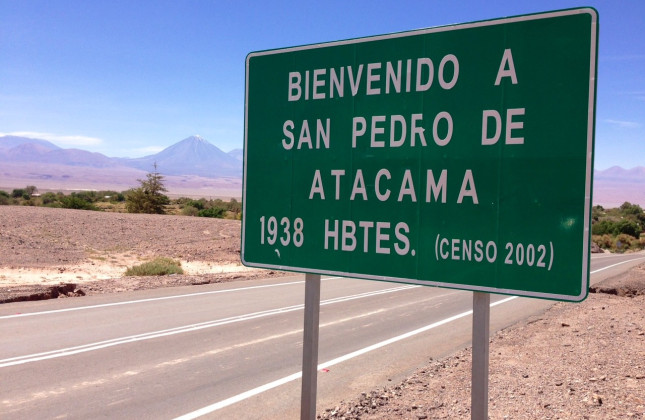 BIENVENIDO A
SAN PEDRO DE
ATACAMA
1938 HBTES. (CENSO 2002)